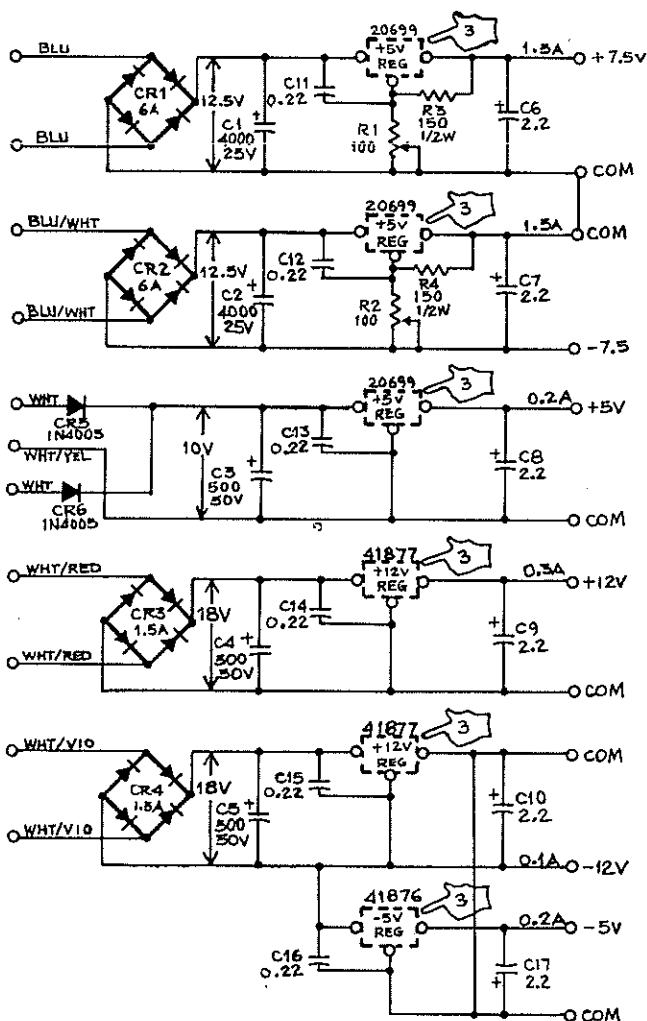 BLU
BLU
CR1
6A
12.5V
C1 +
4000
25V
C11
0.22
20699
+5V
REG
3
R1
100
R3
150
1/2W
1.5A
+7.5V
+
C6
2.2
COM
BLU/WHT
BLU/WHT
CR2
6A
12.5V
C2 +
4000
25V
C12
0.22
20699
+5V
REG
3
R2
100
R4
150
1/2W
1.5A
COM
+
C7
2.2
-7.5
WHT
CR5
1N4005
WHT/YEL
WHT
CR6
1N4005
10V
C3 +
500
50V
C13
0.22
20699
+5V
REG
3
0.2A
+5V
+
C8
2.2
COM
WHT/RED
WHT/RED
CR3
1.5A
18V
C4 +
500
50V
C14
0.22
41877
+12V
REG
3
0.3A
+12V
+
C9
2.2
COM
WHT/VIO
WHT/VIO
CR4
1.5A
18V
C5 +
500
50V
C15
0.22
41877
+12V
REG
3
COM
+
C10
2.2
0.1A
-12V
C16
0.22
41876
-5V
REG
3
0.2A
-5V
C17
+ 2.2
COM